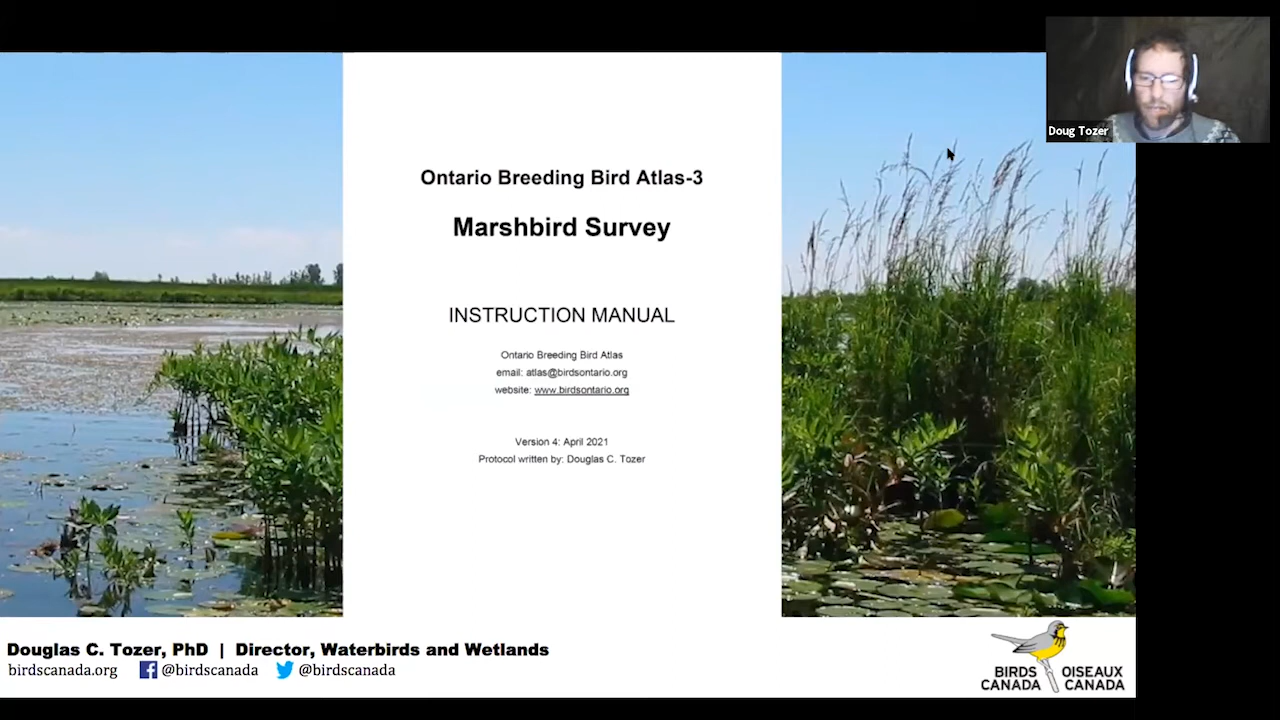 Doug Tozer
Ontario Breeding Bird Atlas-3
Marshbird Survey
INSTRUCTION MANUAL
Ontario Breeding Bird Atlas
email: atlas@birdsontario.org
website: www.birdsontario.org
Version 4: April 2021
Protocol written by: Douglas C. Tozer
Douglas C. Tozer, PhD | Director, Waterbirds and Wetlands
birdscanada.org @birdscanada @birdscanada
BIRDS OISEAUX
CANADA CANADA